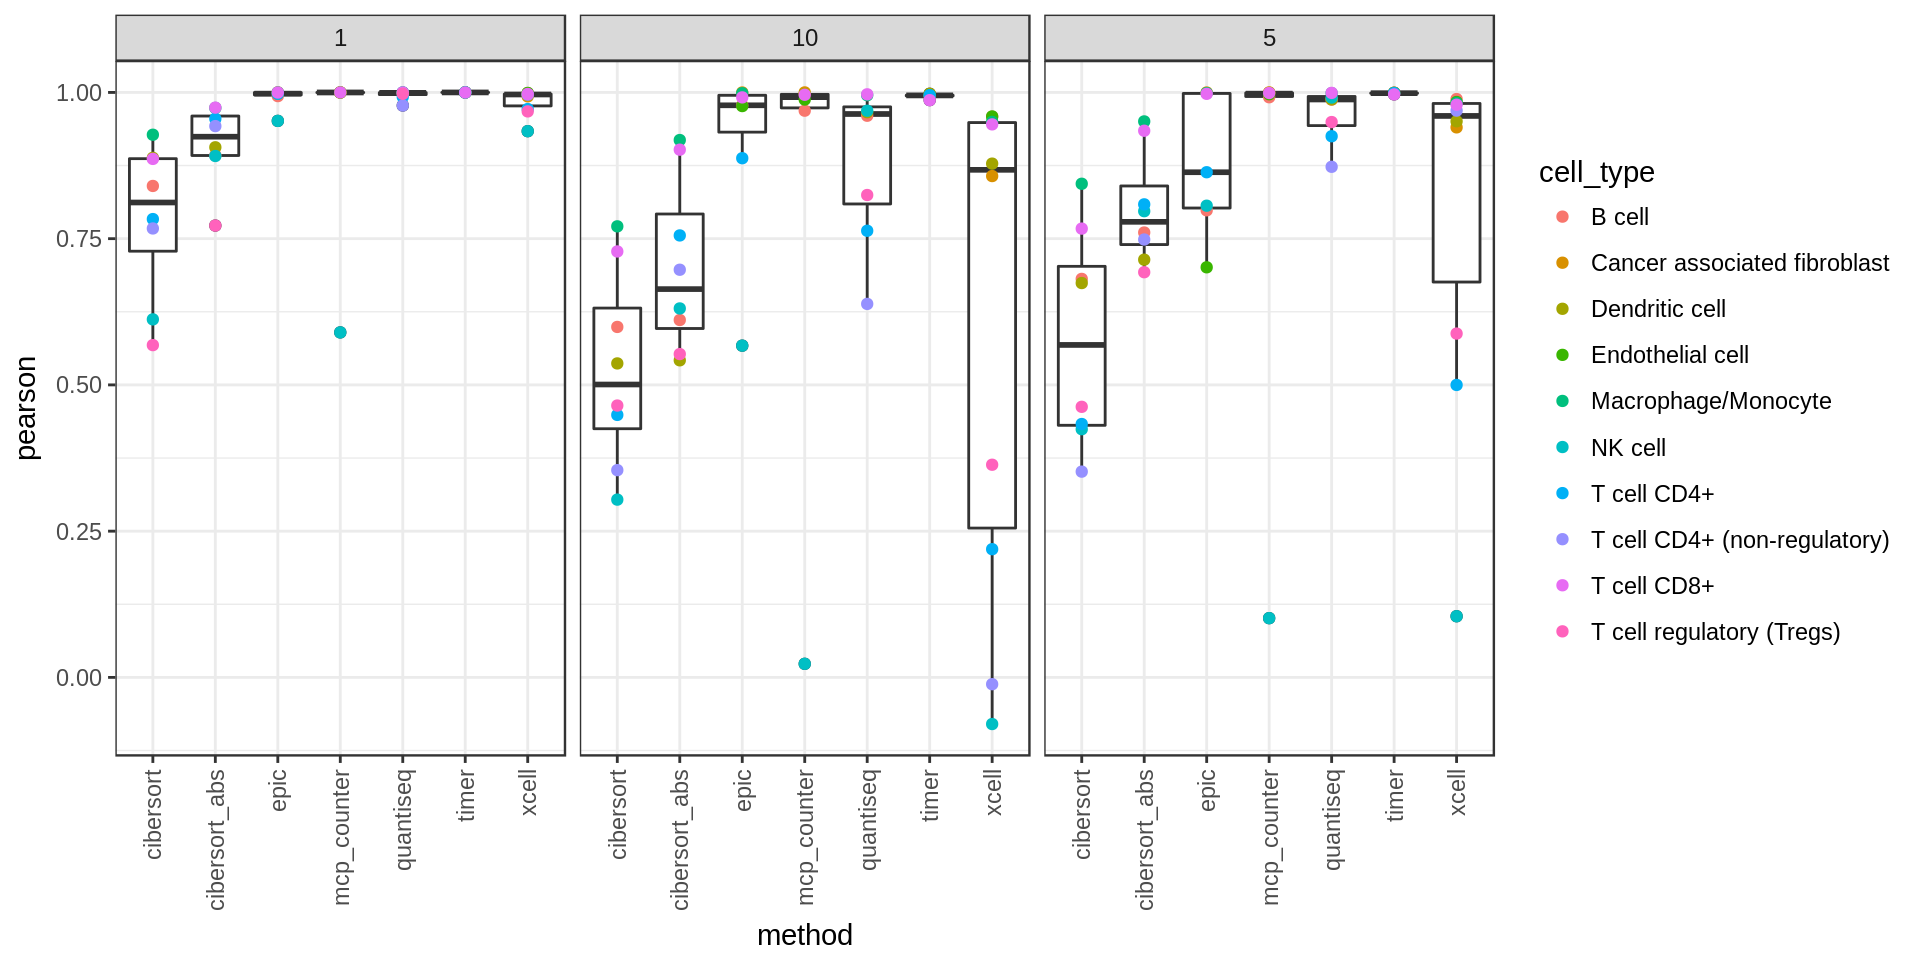 1
10
5
1.00
0.75
0.50
0.25
0.00
pearson
cibersort
cibersort_abs
epic
mcp_counter
quantiseq
timer
xcell
cibersort
cibersort_abs
epic
mcp_counter
quantiseq
timer
xcell
cibersort
cibersort_abs
epic
mcp_counter
quantiseq
timer
xcell
method
cell_type
B cell
Cancer associated fibroblast
Dendritic cell
Endothelial cell
Macrophage/Monocyte
NK cell
T cell CD4+
T cell CD4+ (non-regulatory)
T cell CD8+
T cell regulatory (Tregs)